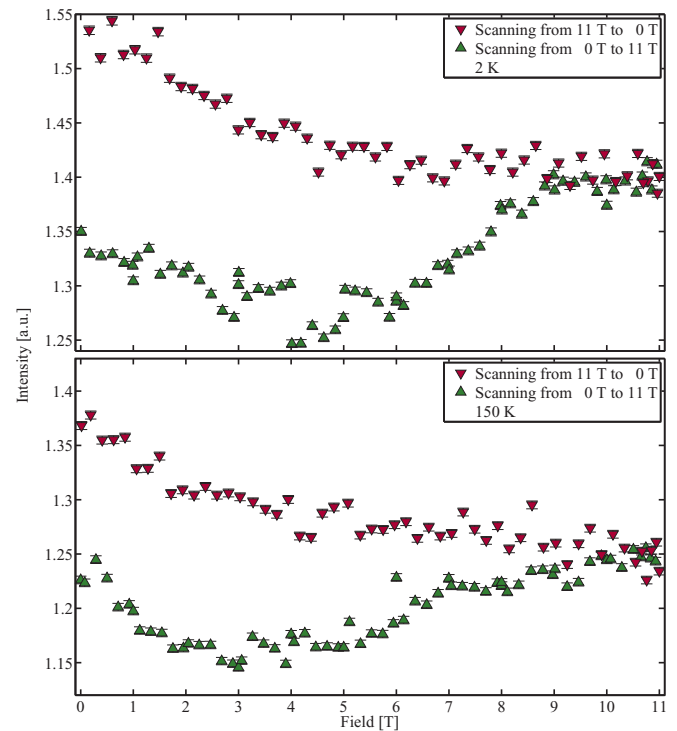 1.55
1.5
1.45
1.4
1.35
1.3
1.25
Scanning from 11 T to 0 T
Scanning from 0 T to 11 T
2 K
Intensity [a.u.]
1.4
1.35
1.3
1.25
1.2
1.15
Scanning from 11 T to 0 T
Scanning from 0 T to 11 T
150 K
0 1 2 3 4 5 6 7 8 9 10 11
Field [T]